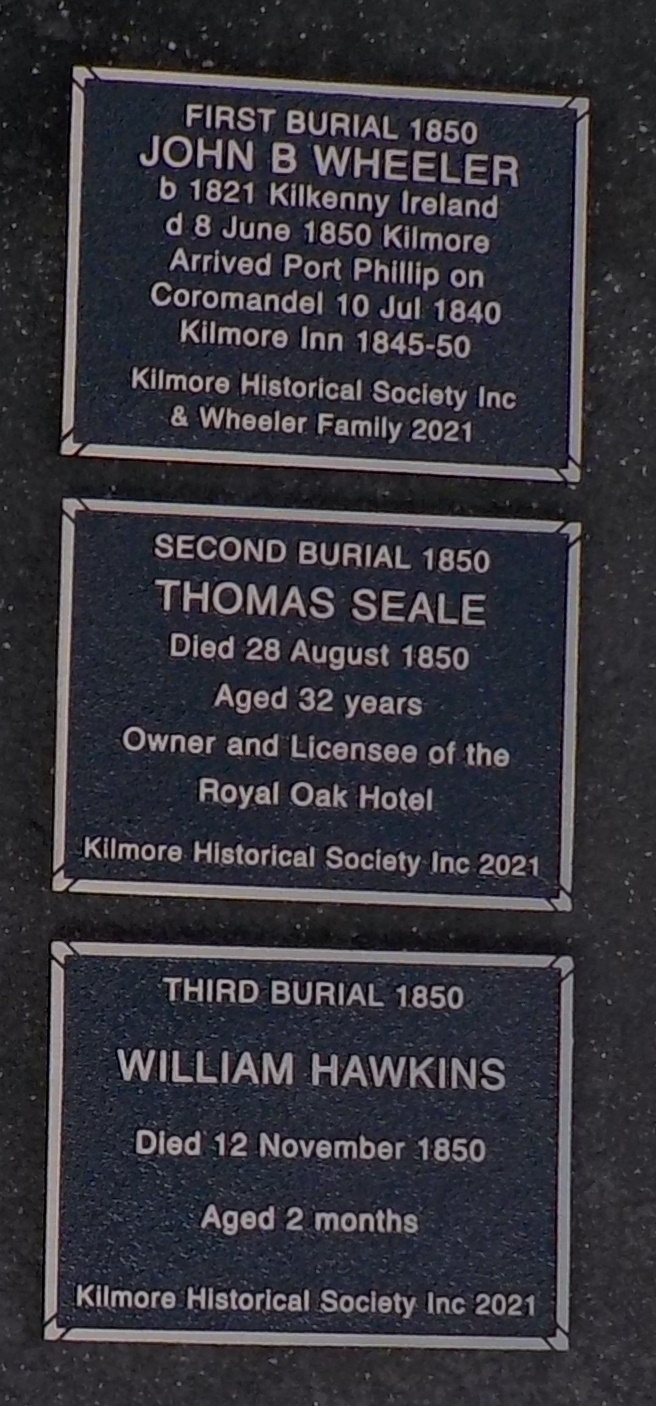 FIRST BURIAL 1850
JOHN B WHEELER
b 1821 Kilkenny Ireland
d 8 June 1850 Kilmore
Arrived Port Phillip on
Coromandel 10 Jul 1840
Kilmore Inn 1845-50
Kilmore Historical Society Inc
& Wheeler Family 2021
SECOND BURIAL 1850
THOMAS SEALE
Died 28 August 1850
Aged 32 years
Owner and Licensee of the
Royal Oak Hotel
Kilmore Historical Society Inc 2021
THIRD BURIAL 1850
WILLIAM HAWKINS
Died 12 November 1850
Aged 2 months
Kilmore Historical Society Inc 2021